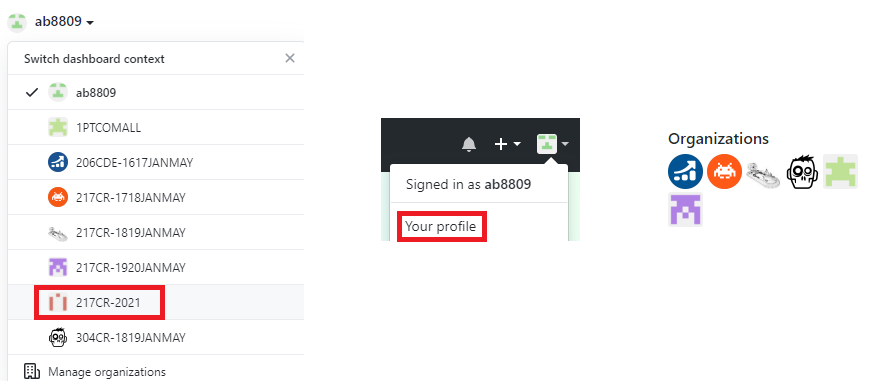 ab8809
Switch dashboard context
ab8809
1PTCOMALL
206CDE-1617JANMAY
217CR-1718JANMAY
217CR-1819JANMAY
217CR-1920JANMAY
217CR-2021
304CR-1819JANMAY
Manage organizations
Signed in as ab8809
Your profile
Organizations